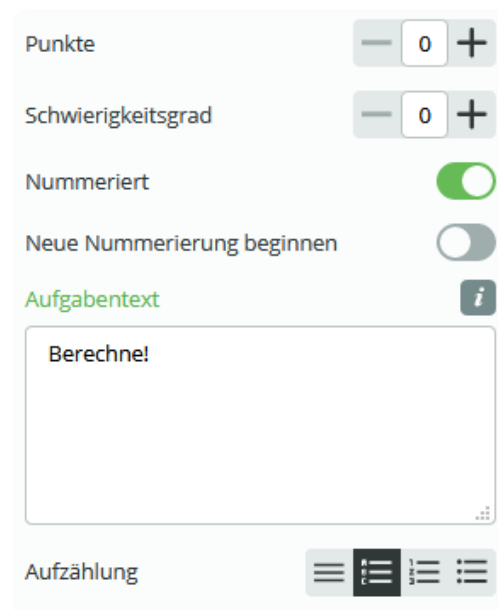 Punkte 0
Schwierigkeitsgrad 0
Nummeriert
Neue Nummerierung beginnen
Aufgabentext i
Berechne!
Aufzählung